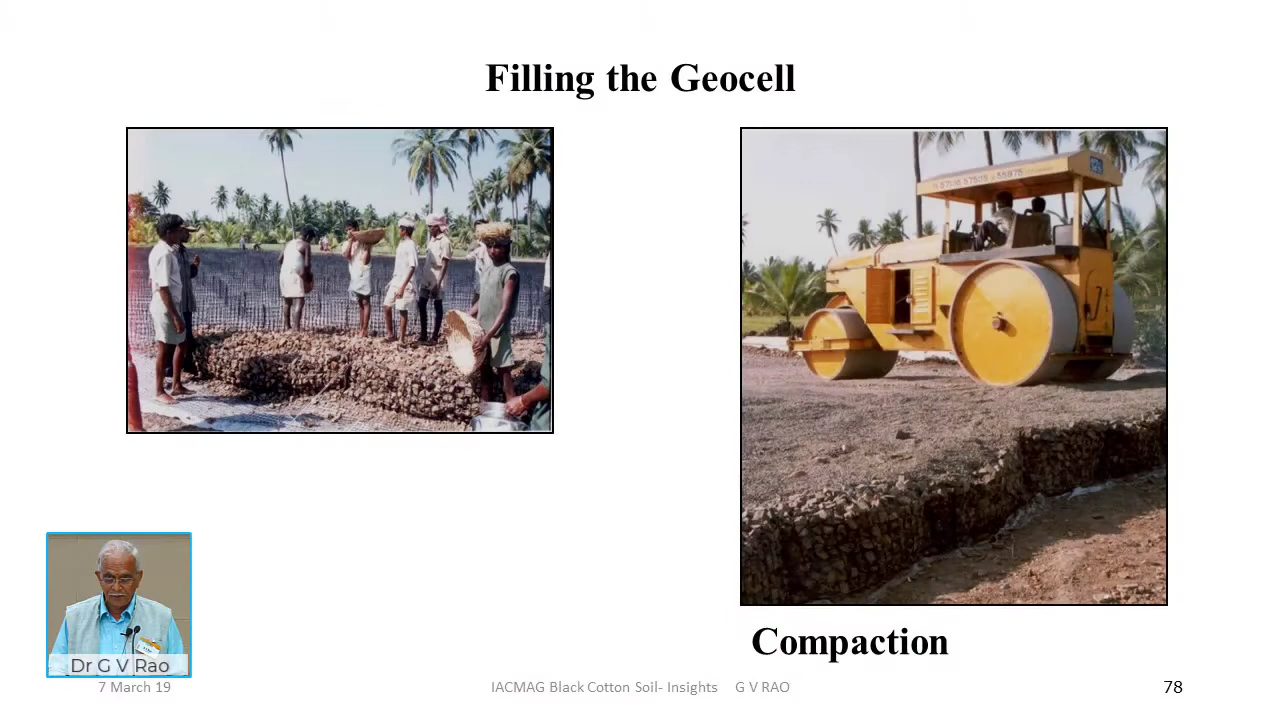 Filling the Geocell
Compaction
Dr G V Rao
7 March 19
IACMAG Black Cotton Soil- Insights G V RAO
78